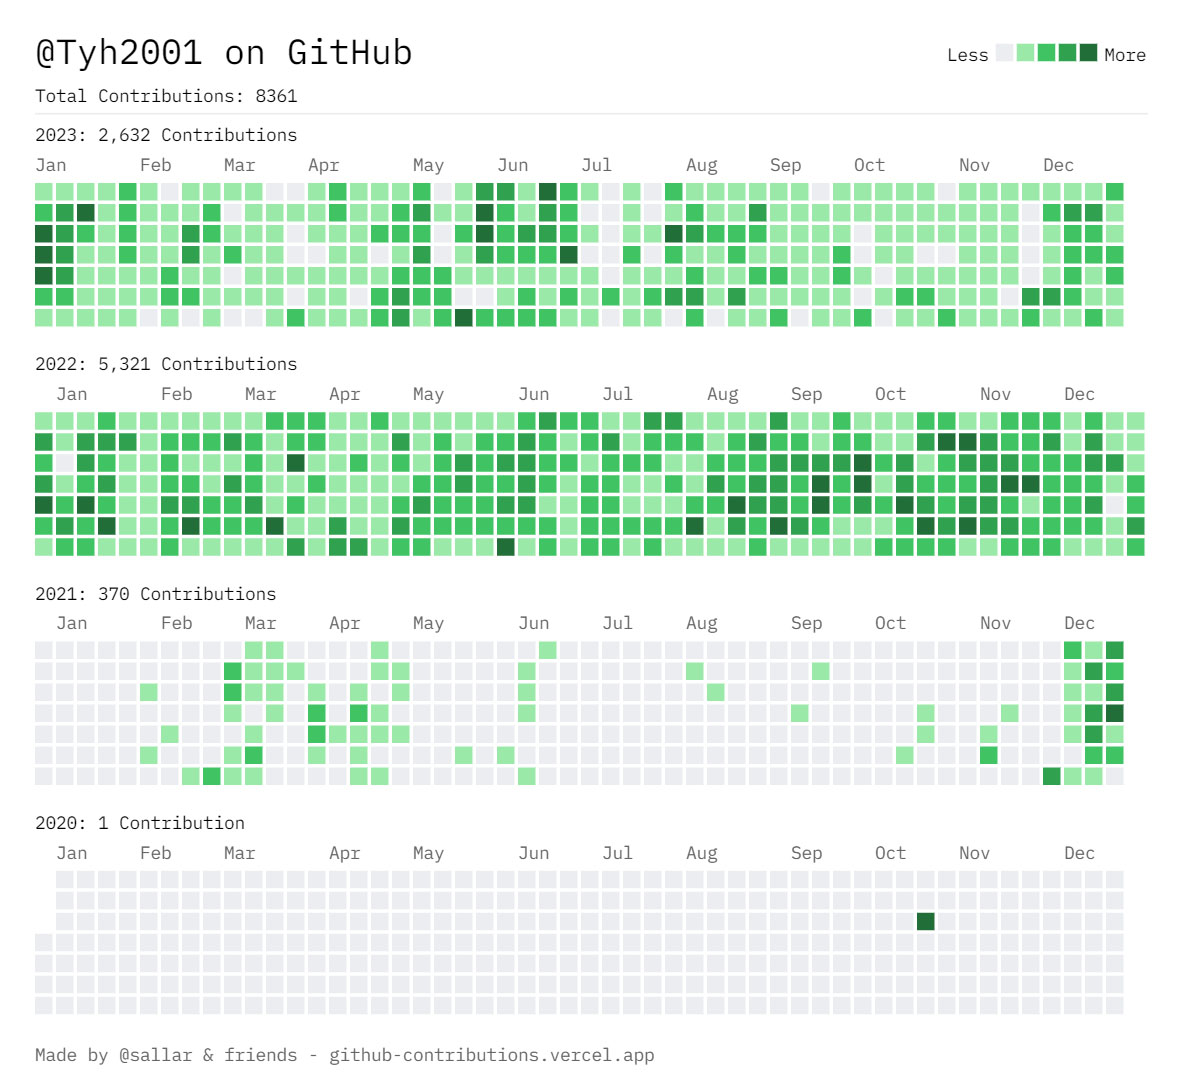 @Tyh2001 on GitHub
Less More
Total Contributions: 8361
2023: 2,632 Contributions
Jan Feb Mar Apr May Jun Jul Aug Sep Oct Nov Dec
2022: 5,321 Contributions
Jan Feb Mar Apr May Jun Jul Aug Sep Oct Nov Dec
2021: 370 Contributions
Jan Feb Mar Apr May Jun Jul Aug Sep Oct Nov Dec
2020: 1 Contribution
Jan Feb Mar Apr May Jun Jul Aug Sep Oct Nov Dec
Made by @sallar & friends - github-contributions.vercel.app